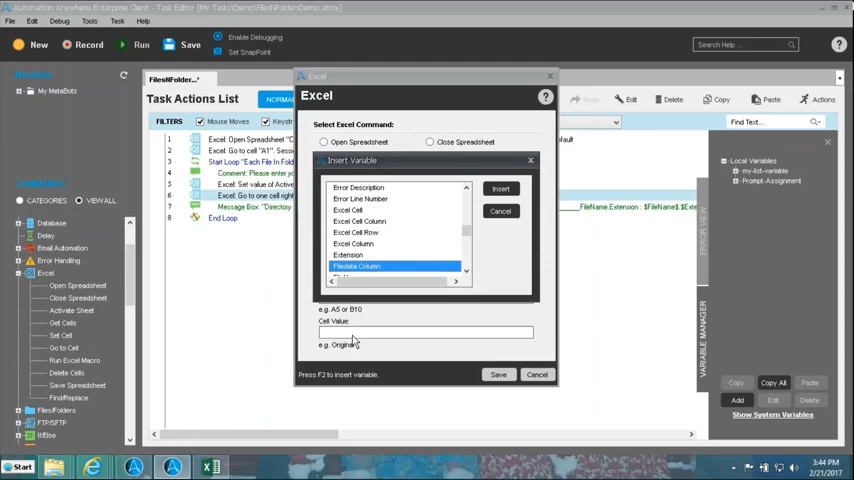 Automation Anywhere Enterprise Client - Task Editor [My Tasks\Demo\FilesNFoldersDemo.atmx]
File Edit Debug Tools Task Help
New Record Run Save
Enable Debugging
Set SnapPoint
Search Help ...
MetaBots
My MetaBots
FilesNFolder...*
Task Actions List
NORMAL
Redo Edit Delete Copy Paste Actions
FILTERS Mouse Moves
Find Text...
1 Excel: Open Spreadsheet
2 Excel: Go to cell "A1".
3 Start Loop "Each File In Fold
4 Comment: Please enter
5 Excel: Set value of Active
6 Excel: Go to one cell right
7 Message Box: "Directory
FileName.Extension : $FileName$.$Exte
8 End Loop
COMMANDS
CATEGORIES VIEW ALL
Database
Delay
Email Automation
Error Handling
Excel
Open Spreadsheet
Close Spreadsheet
Activate Sheet
Get Cells
Set Cell
Go to Cell
Run Excel Macro
Delete Cells
Save Spreadsheet
Find/Replace
Files/Folders
FTP/SFTP
If/Else
Excel
Excel
Select Excel Command:
Open Spreadsheet Close Spreadsheet
Insert Variable
Error Description
Error Line Number
Excel Cell
Excel Cell Column
Excel Cell Row
Excel Column
Extension
Filedata Column
Insert
Cancel
e.g. A5 or B10
Cell Value:
e.g. Original
Press F2 to insert variable.
Save Cancel
ERROR VIEW
VARIABLE MANAGER
Local Variables
my-list-variable
Prompt-Assignment
Copy Copy All Paste
Add Edit Delete
Show System Variables
Start
3:44 PM
2/21/2017